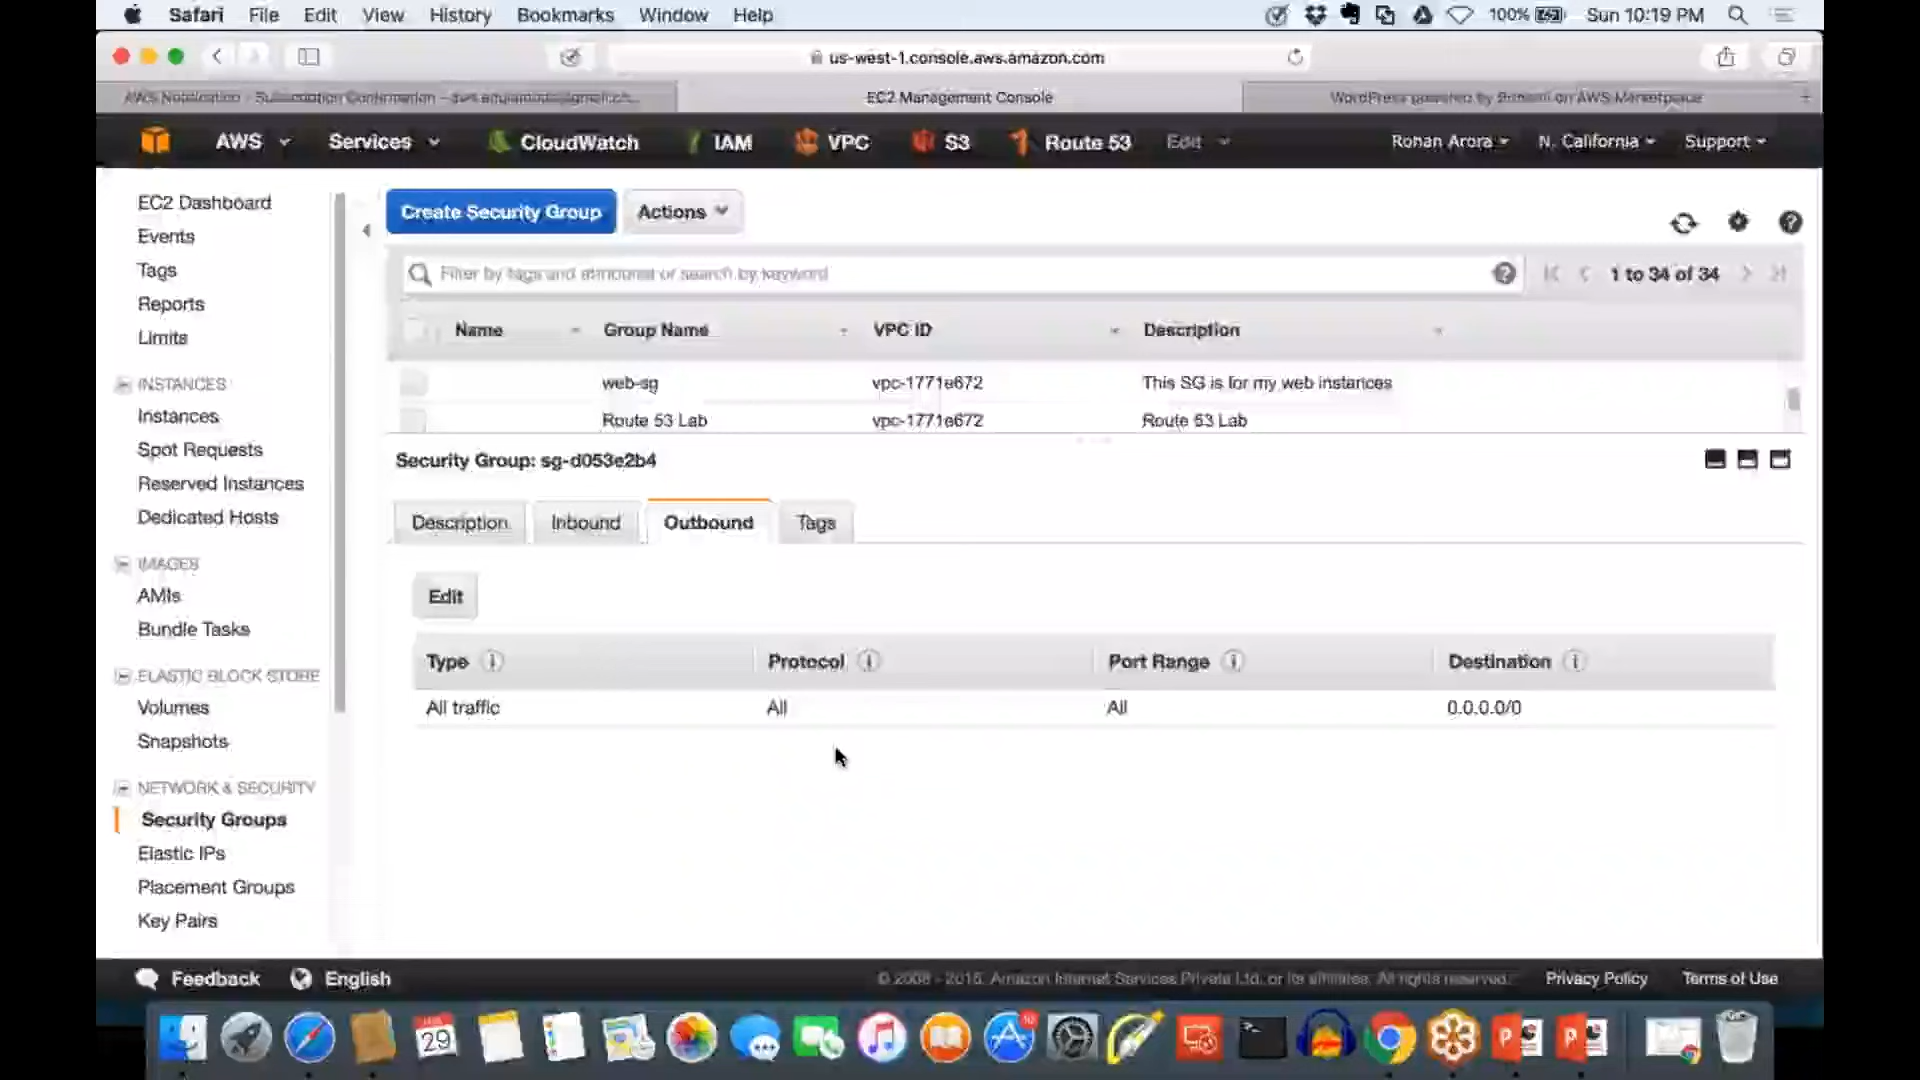 Safari File Edit View History Bookmarks Window Help 100% Sun 10:19 PM
us-west-1.console.aws.amazon.com
AWS Notification - Subscription Confirmation
EC2 Management Console
WordPress powered by Bitnami on AWS Marketplace
AWS Services CloudWatch IAM VPC S3 Route 53 Edit Rohan Arora N. California Support
EC2 Dashboard
Events
Tags
Reports
Limits
INSTANCES
Instances
Spot Requests
Reserved Instances
Dedicated Hosts
IMAGES
AMIs
Bundle Tasks
ELASTIC BLOCK STORE
Volumes
Snapshots
NETWORK & SECURITY
Security Groups
Elastic IPs
Placement Groups
Key Pairs
Create Security Group Actions
Filter by tags and attributes or search by keyword
1 to 34 of 34
Name Group Name VPC ID Description
web-sg vpc-1771e672 This SG is for my web instances
Route 53 Lab vpc-1771e672 Route 53 Lab
Security Group: sg-d053e2b4
Description Inbound Outbound Tags
Edit
Type Protocol Port Range Destination
All traffic All All 0.0.0.0/0
Feedback English
Amazon Internet Services Private Ltd. or its affiliates. All rights reserved. Privacy Policy Terms of Use
29